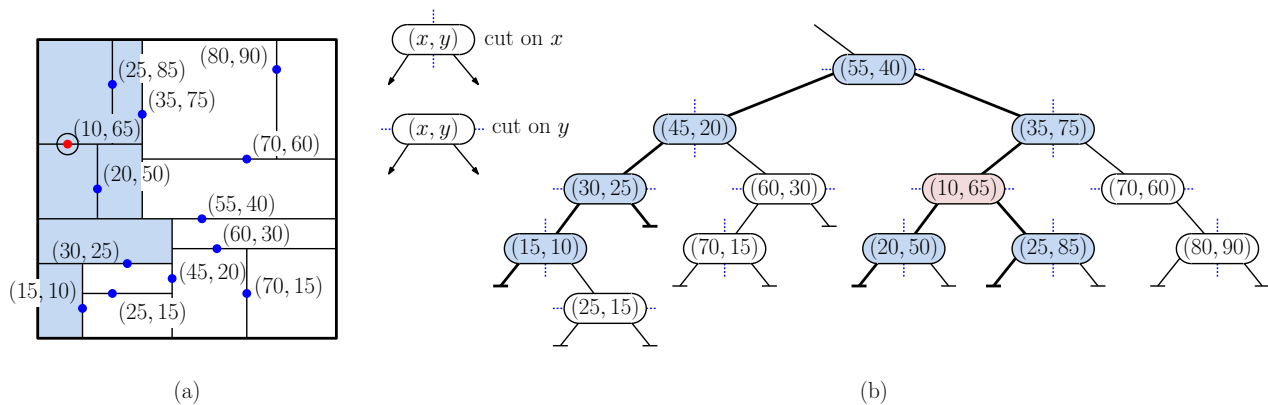 (80, 90)
(25, 85)
(35, 75)
(10, 65)
(70, 60)
(20, 50)
(55, 40)
(60, 30)
(30, 25)
(45, 20)
(15, 10)
(70, 15)
(25, 15)
(a)
(x, y) cut on x
(x, y) cut on y
(55, 40)
(45, 20) (35, 75)
(30, 25) (60, 30) (10, 65) (70, 60)
(15, 10) (70, 15) (20, 50) (25, 85) (80, 90)
(25, 15)
(b)